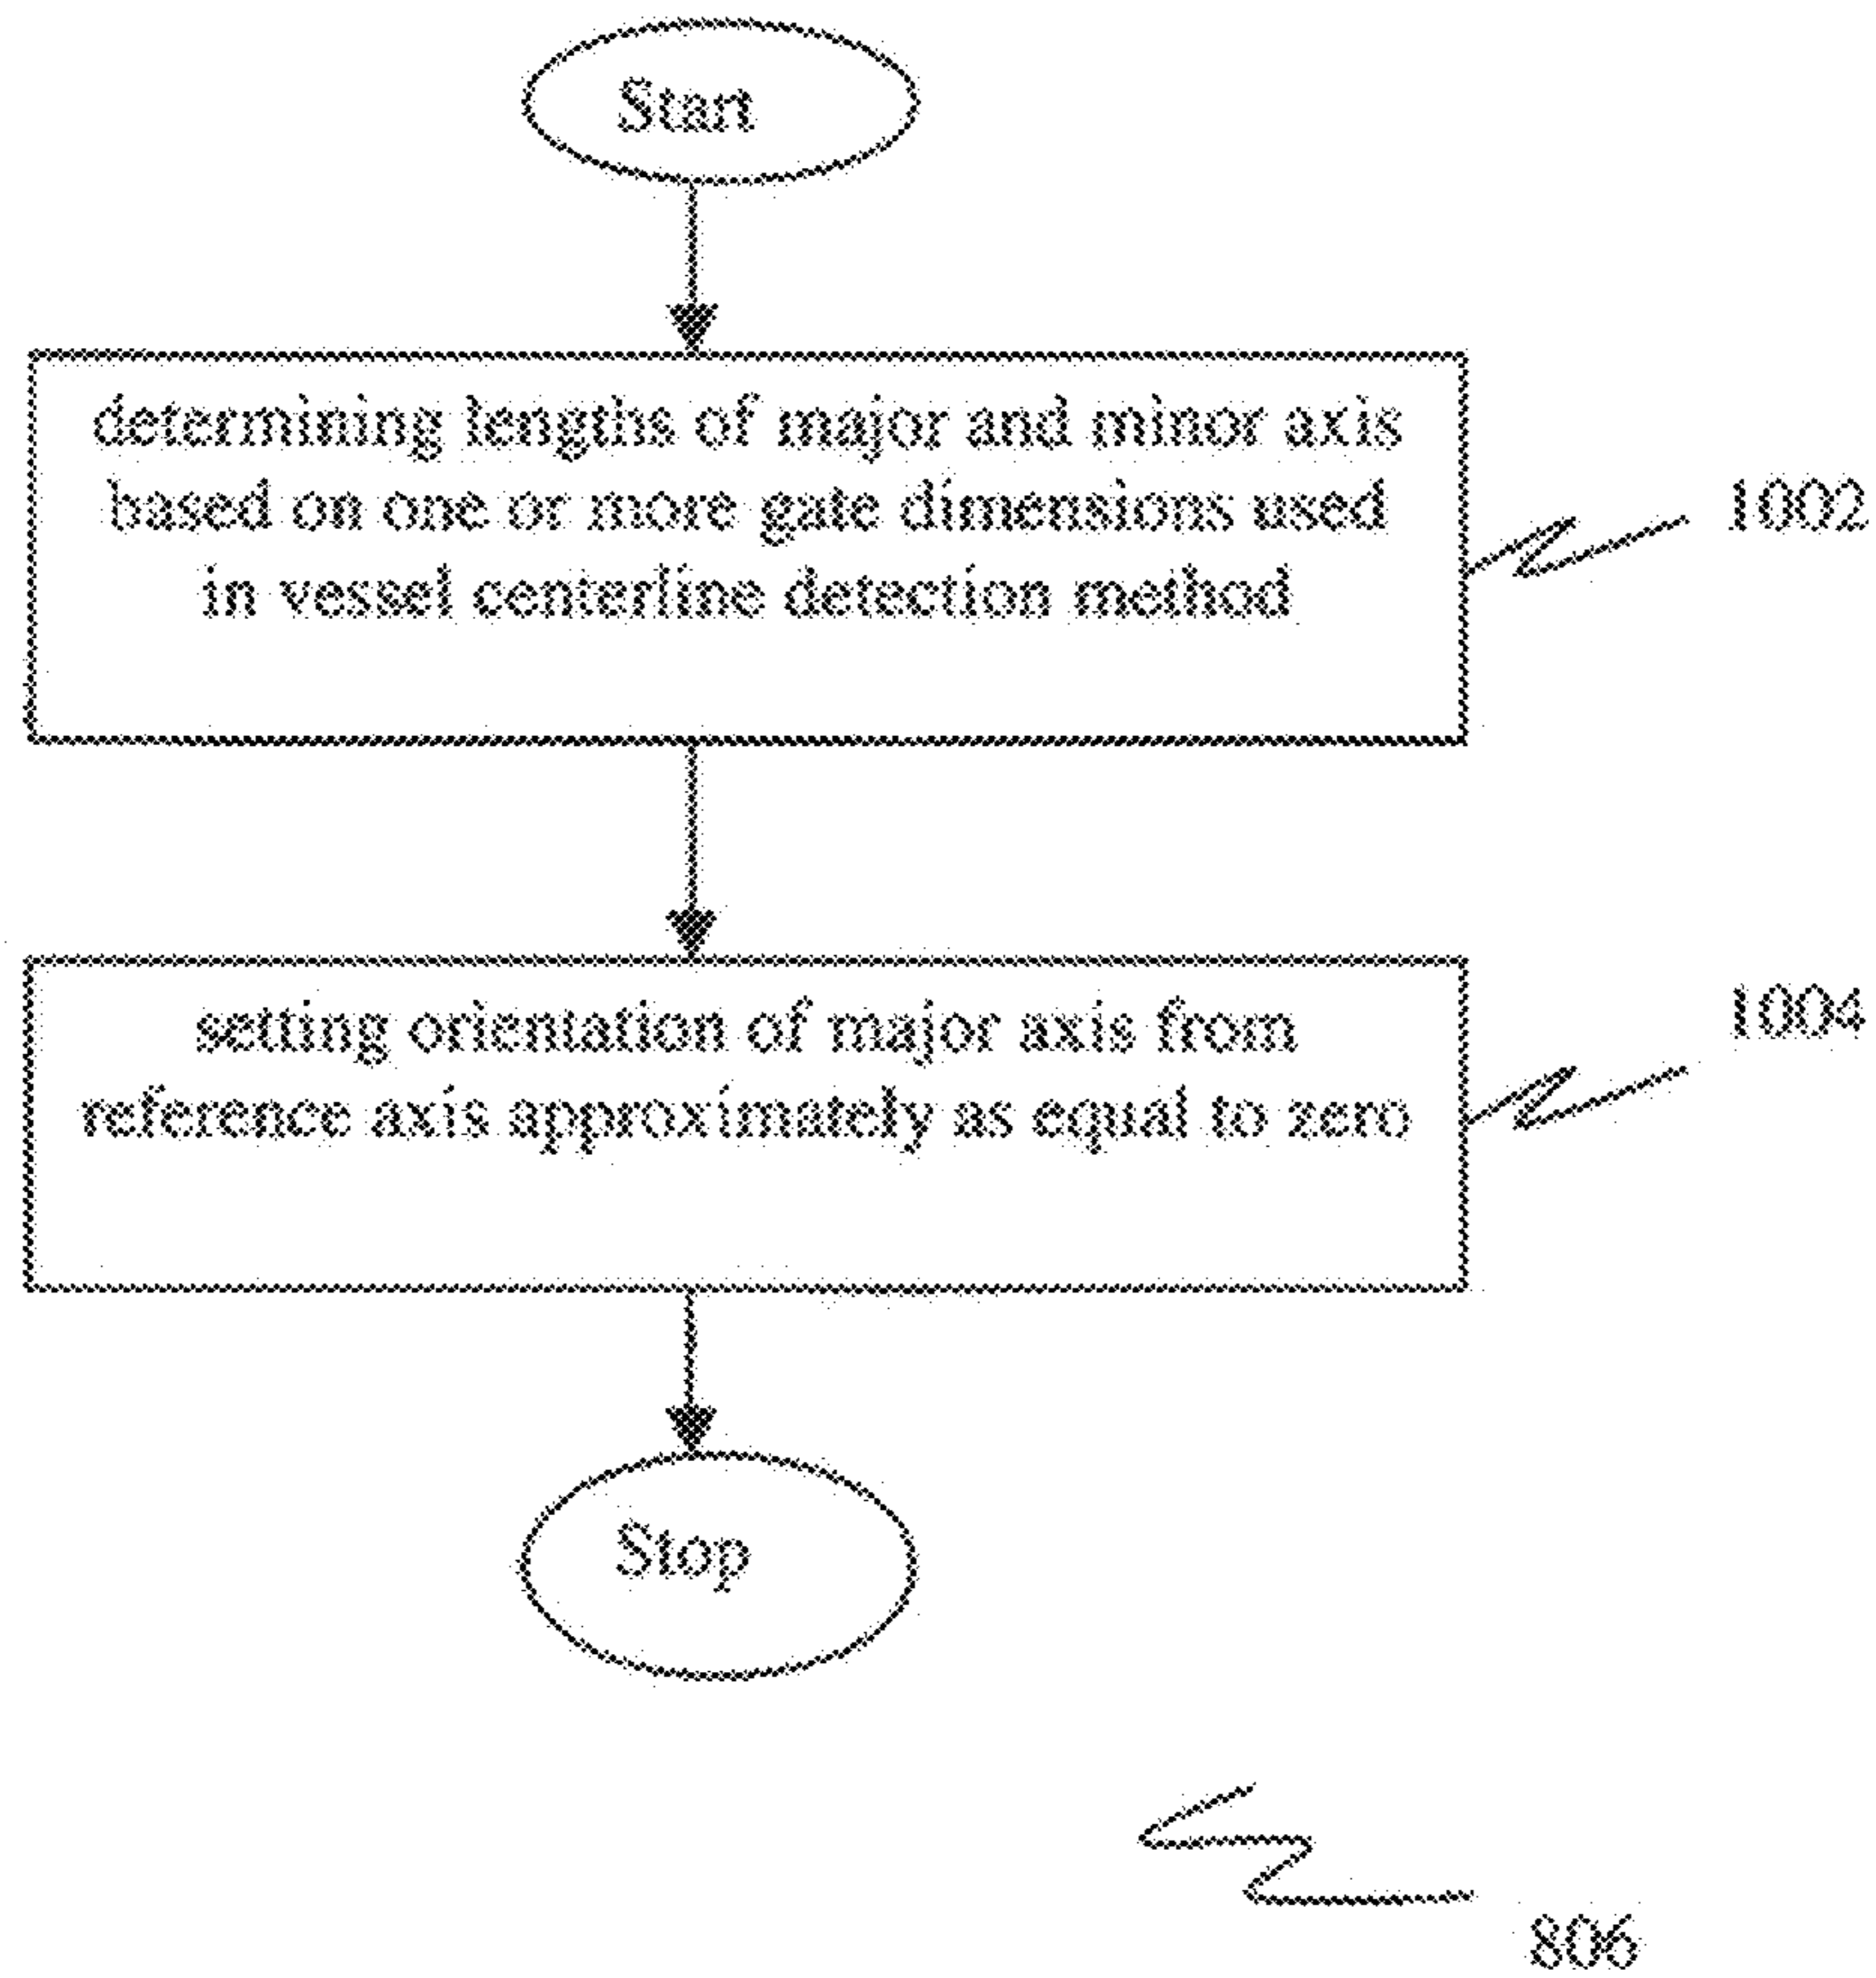 Start
determining lengths of major and minor axis
based on one or more gate dimensions used
in vessel centerline detection method
1002
setting orientation of major axis from
reference axis approximately as equal to zero
1004
Stop
806